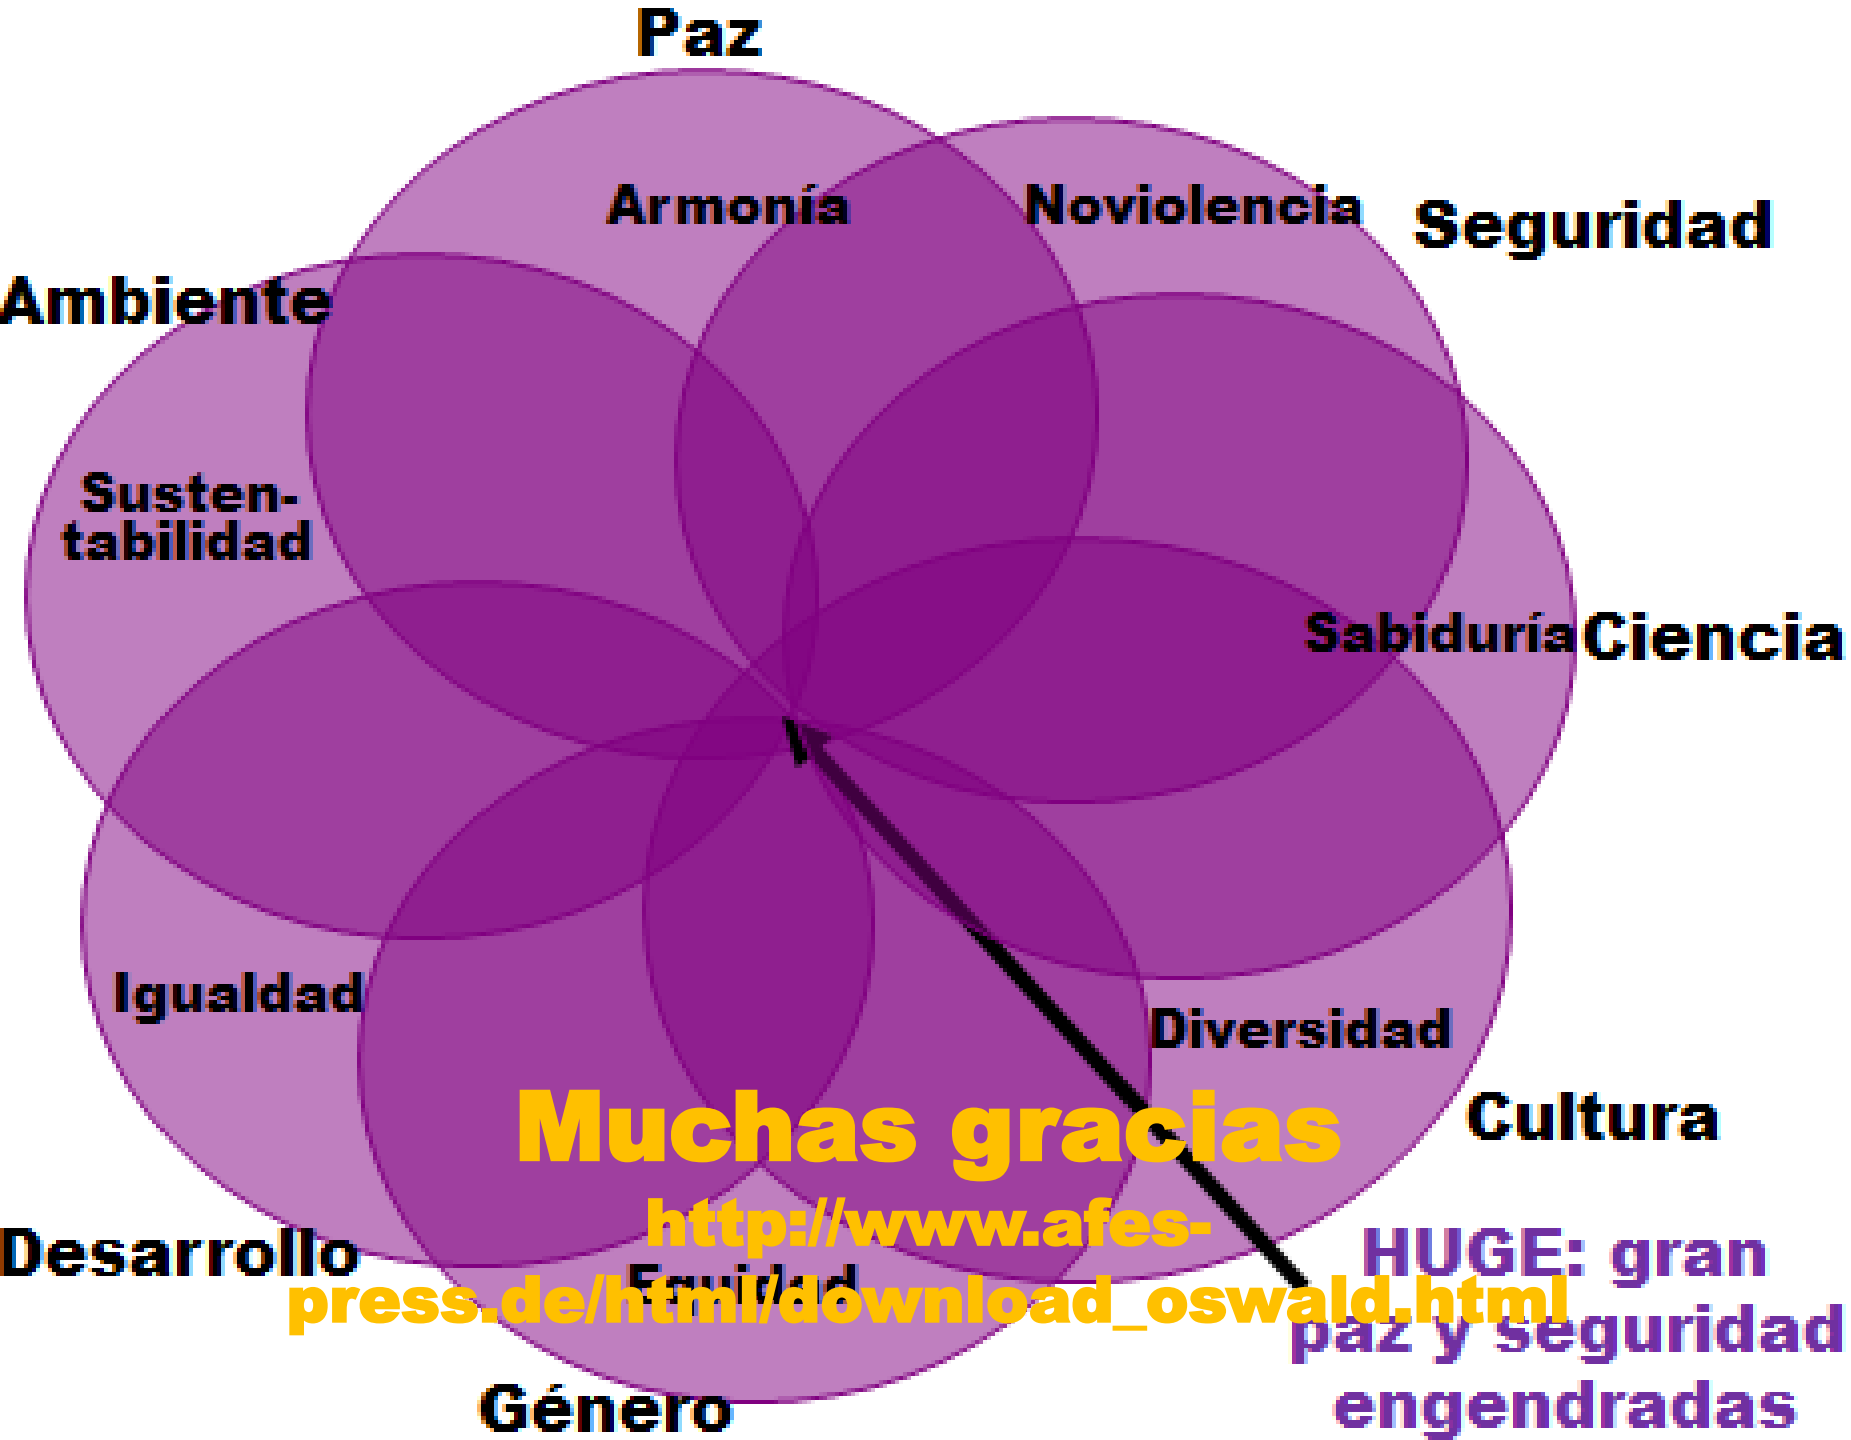 Paz
Armonía
Noviolencia
Seguridad
Ambiente
Susten-
tabilidad
Sabiduría
Ciencia
Igualdad
Diversidad
Cultura
Muchas gracias
http://www.afes-
press.de/html/download_oswald.html
Desarrollo
Equidad
Género
HUGE: gran
paz y seguridad
engendradas